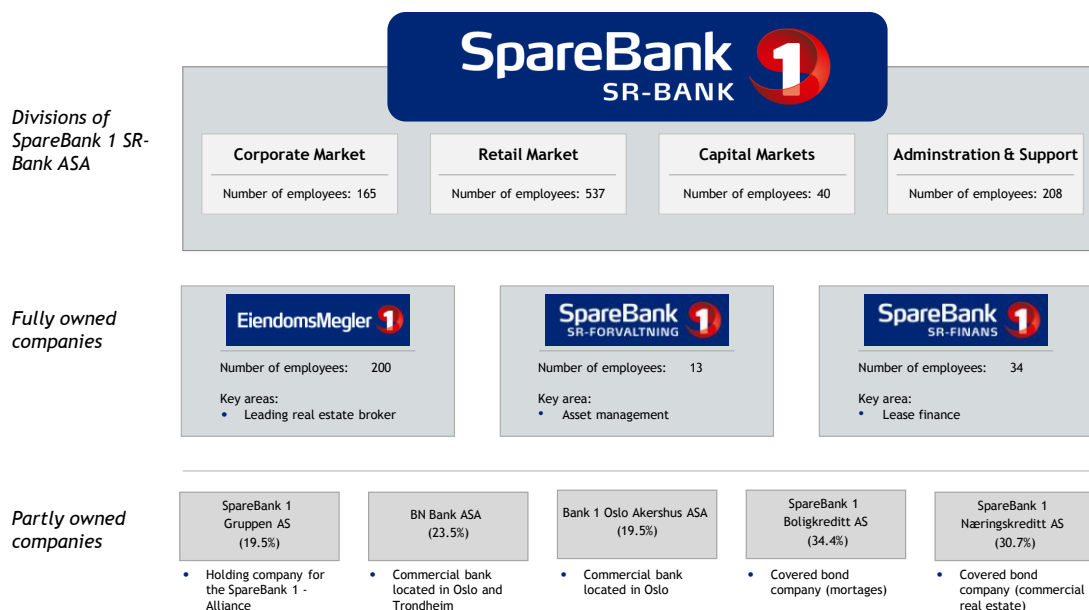 SpareBank 1
SR-BANK
Divisions of
SpareBank 1 SR-
Bank ASA
Corporate Market
Number of employees: 165
Retail Market
Number of employees: 537
Capital Markets
Number of employees: 40
Adminstration & Support
Number of employees: 208
Fully owned
companies
EiendomsMegler 1
Number of employees: 200
Key areas:
• Leading real estate broker
SpareBank 1
SR-FORVALTNING
Number of employees: 13
Key area:
• Asset management
SpareBank 1
SR-FINANS
Number of employees: 34
Key area:
• Lease finance
Partly owned
companies
SpareBank 1
Gruppen AS
(19.5%)
• Holding company for
the SpareBank 1 -
Alliance
BN Bank ASA
(23.5%)
• Commercial bank
located in Oslo and
Trondheim
Bank 1 Oslo Akershus ASA
(19.5%)
• Commercial bank
located in Oslo
SpareBank 1
Boligkreditt AS
(34.4%)
• Covered bond
company (mortages)
SpareBank 1
Næringskreditt AS
(30.7%)
• Covered bond
company (commercial
real estate)